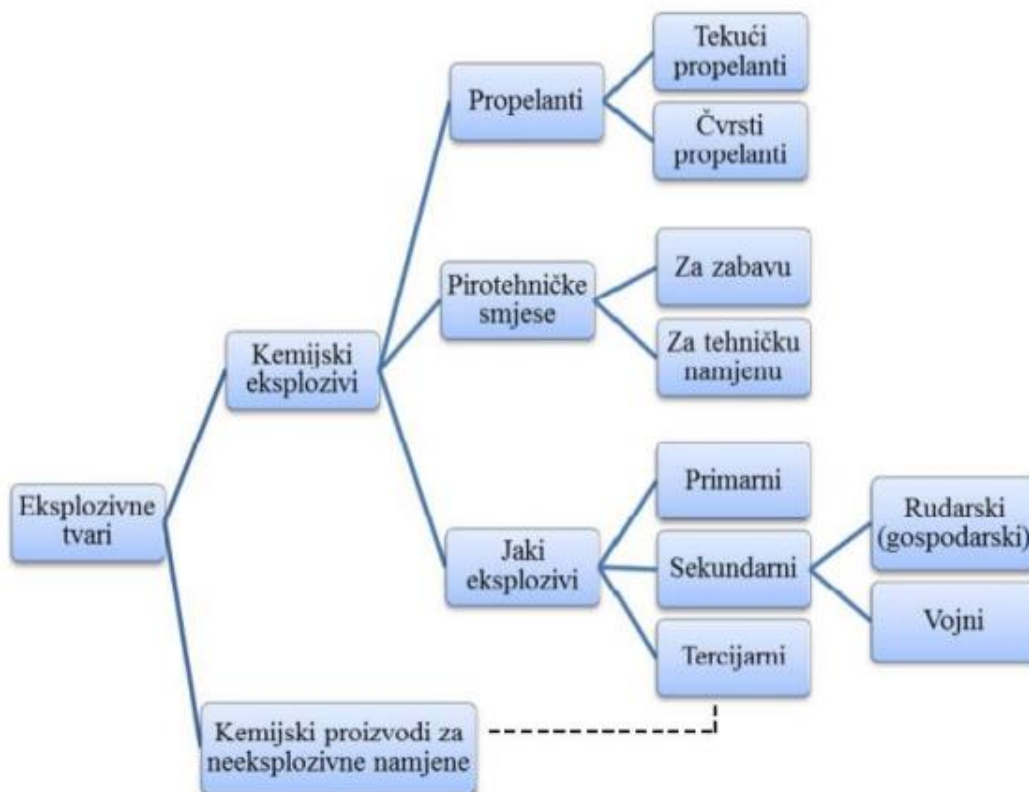 Tekući
propelanti
Propelanti
Čvrsti
propelanti
Za zabavu
Pirotehničke
smjese
Za tehničku
namjenu
Kemijski
eksplozivi
Primarni
Rudarski
(gospodarski)
Eksplozivne
tvari
Jaki
eksplozivi
Sekundarni
Vojni
Tercijarni
Kemijski proizvodi za
neeksplozivne namjene